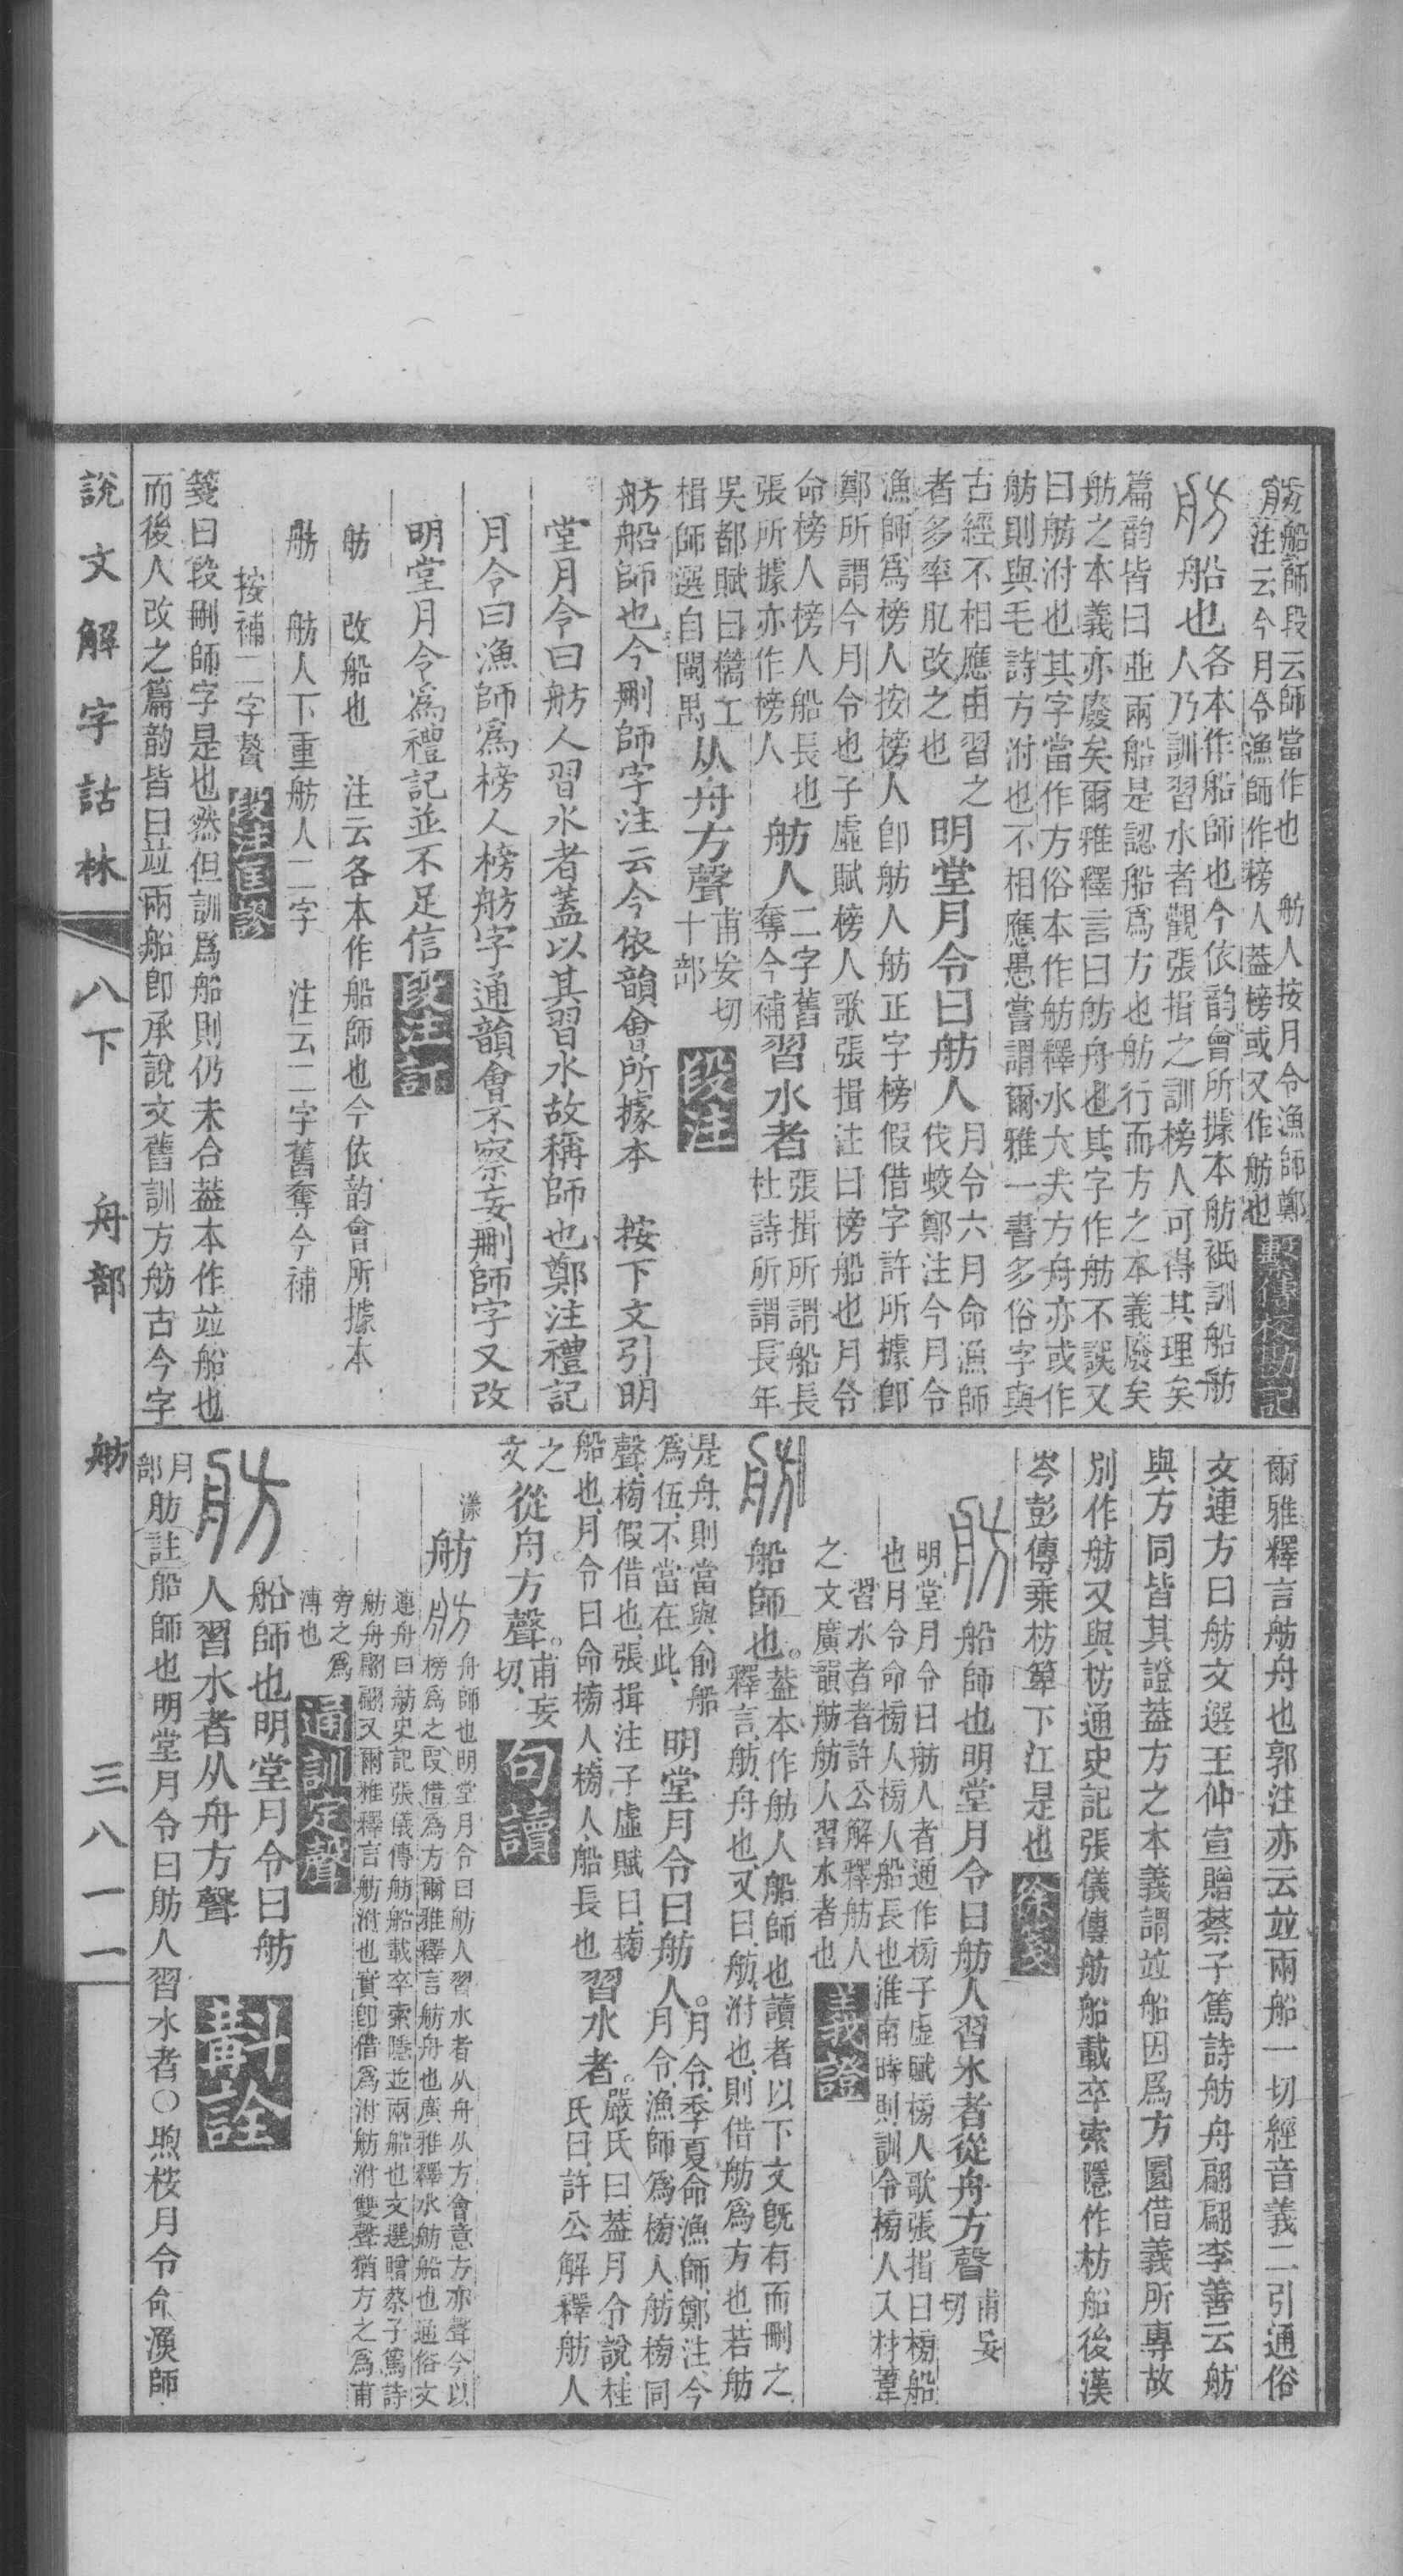 舫船師段云師當作也　舫人按月令漁師鄭
注云今月令漁師作榜人蓋榜或又作舫也
繫傳校勘記
舫船也各本作船師也今依韵會所據本舫祇訓船舫
人乃訓習水者觀張揖之訓榜人可得其理矣
篇韵皆曰並兩船是認船爲方也舫行而方之本義廢矣
舫之本義亦廢矣爾雅釋言曰舫舟也其字作舫不誤又
曰舫泭也其字當作方俗本作舫釋水大夫方舟亦或作
舫則與毛詩方泭也不相應愚嘗謂爾雅一書多俗字與
古經不相應由習之
者多率肊改之也
明堂月令曰舫人
月令六月命漁師
伐蛟鄭注今月令
漁師爲榜人按榜人卽舫人舫正字榜假借字許所據卽
鄭所謂今月令也子虛賦榜人歌張揖注曰榜船也月令
命榜人榜人船長也
張所據亦作榜人
舫人
二字舊
奪今補
習水者
張揖所謂船長
杜詩所謂長年
吳都賦曰櫂工
楫師選自閩禺
从舟方聲
甫妄切
十部
段注
舫船師也今刪師字注云今依韻會所據本　按下文引明
堂月令曰舫人習水者蓋以其習水故稱師也鄭注禮記
月令曰漁師爲榜人榜舫字通韻會不察妄刪師字又改
明堂月令爲禮記並不足信
段注訂
舫　改船也　注云各本作船師也今依韵會所據本
舫　舫人下重舫人二字　注云二字舊奪今補
按補二字贅
段注匡謬
箋曰段刪師字是也然但訓爲船則仍未合蓋本作竝船也
而後人改之篇韵皆曰竝兩船卽承說文舊訓方舫古今字
爾雅釋言舫舟也郭注亦云竝兩船一切經音義二引通俗
文連方曰舫文選王仲宣贈蔡子篤詩舫舟翩翩李善云舫
與方同皆其證蓋方之本義謂竝船因爲方圜借義所專故
別作舫又與枋通史記張儀傳舫船載卒索隱作枋船後漢
岑彭傳乘枋箄下江是也
徐箋
舫
船師也明堂月令曰舫人習水者從舟方聲
甫妄
切
明堂月令曰舫人者通作榜子虛賦榜人歌張揖曰榜船
也月令命榜人榜人船長也淮南時則訓令榜人入材葦
習水者者許公解釋舫人
之文廣韻舫舫人習水者也
義證
舫
船師也。
蓋本作舫人船師也讀者以下文旣有而刪之
釋言舫、舟也、又曰、舫、泭也、則借舫爲方也、若舫
是舟、則當與俞船
爲伍、不當在此、
明堂月令曰舫人。
月令、季夏命漁師、鄭注、今
月令、漁師爲榜人、舫榜同
聲、榜假借也、張揖注子虛賦曰、榜
船也、月令曰命榜人、榜人、船長也
習水者。
嚴氏曰、蓋月令說、桂
氏曰、許公解釋舫人
之
文
從舟。方聲。
甫妄
切、
句讀
漾
舫
舟師也明堂月令曰舫人習水者从舟从方會意方亦聲今以
榜爲之叚借爲方爾雅釋言舫舟也廣雅釋水舫船也通俗文
連舟曰舫史記張儀傳舫船載卒索隱並兩船也文選贈蔡子篤詩
舫舟翩翩又爾雅釋言舫泭也實卽借爲泭舫泭雙聲猶方之爲甫
旁之爲
溥也
通訓定聲
舫
船師也明堂月令曰舫
人習水者从舟方聲
斠詮
月
部
舫註船師也明堂月令曰舫人習水者〇煦桉月令命漁師
說文解字詁林
八下
舟部
舫
三八一一